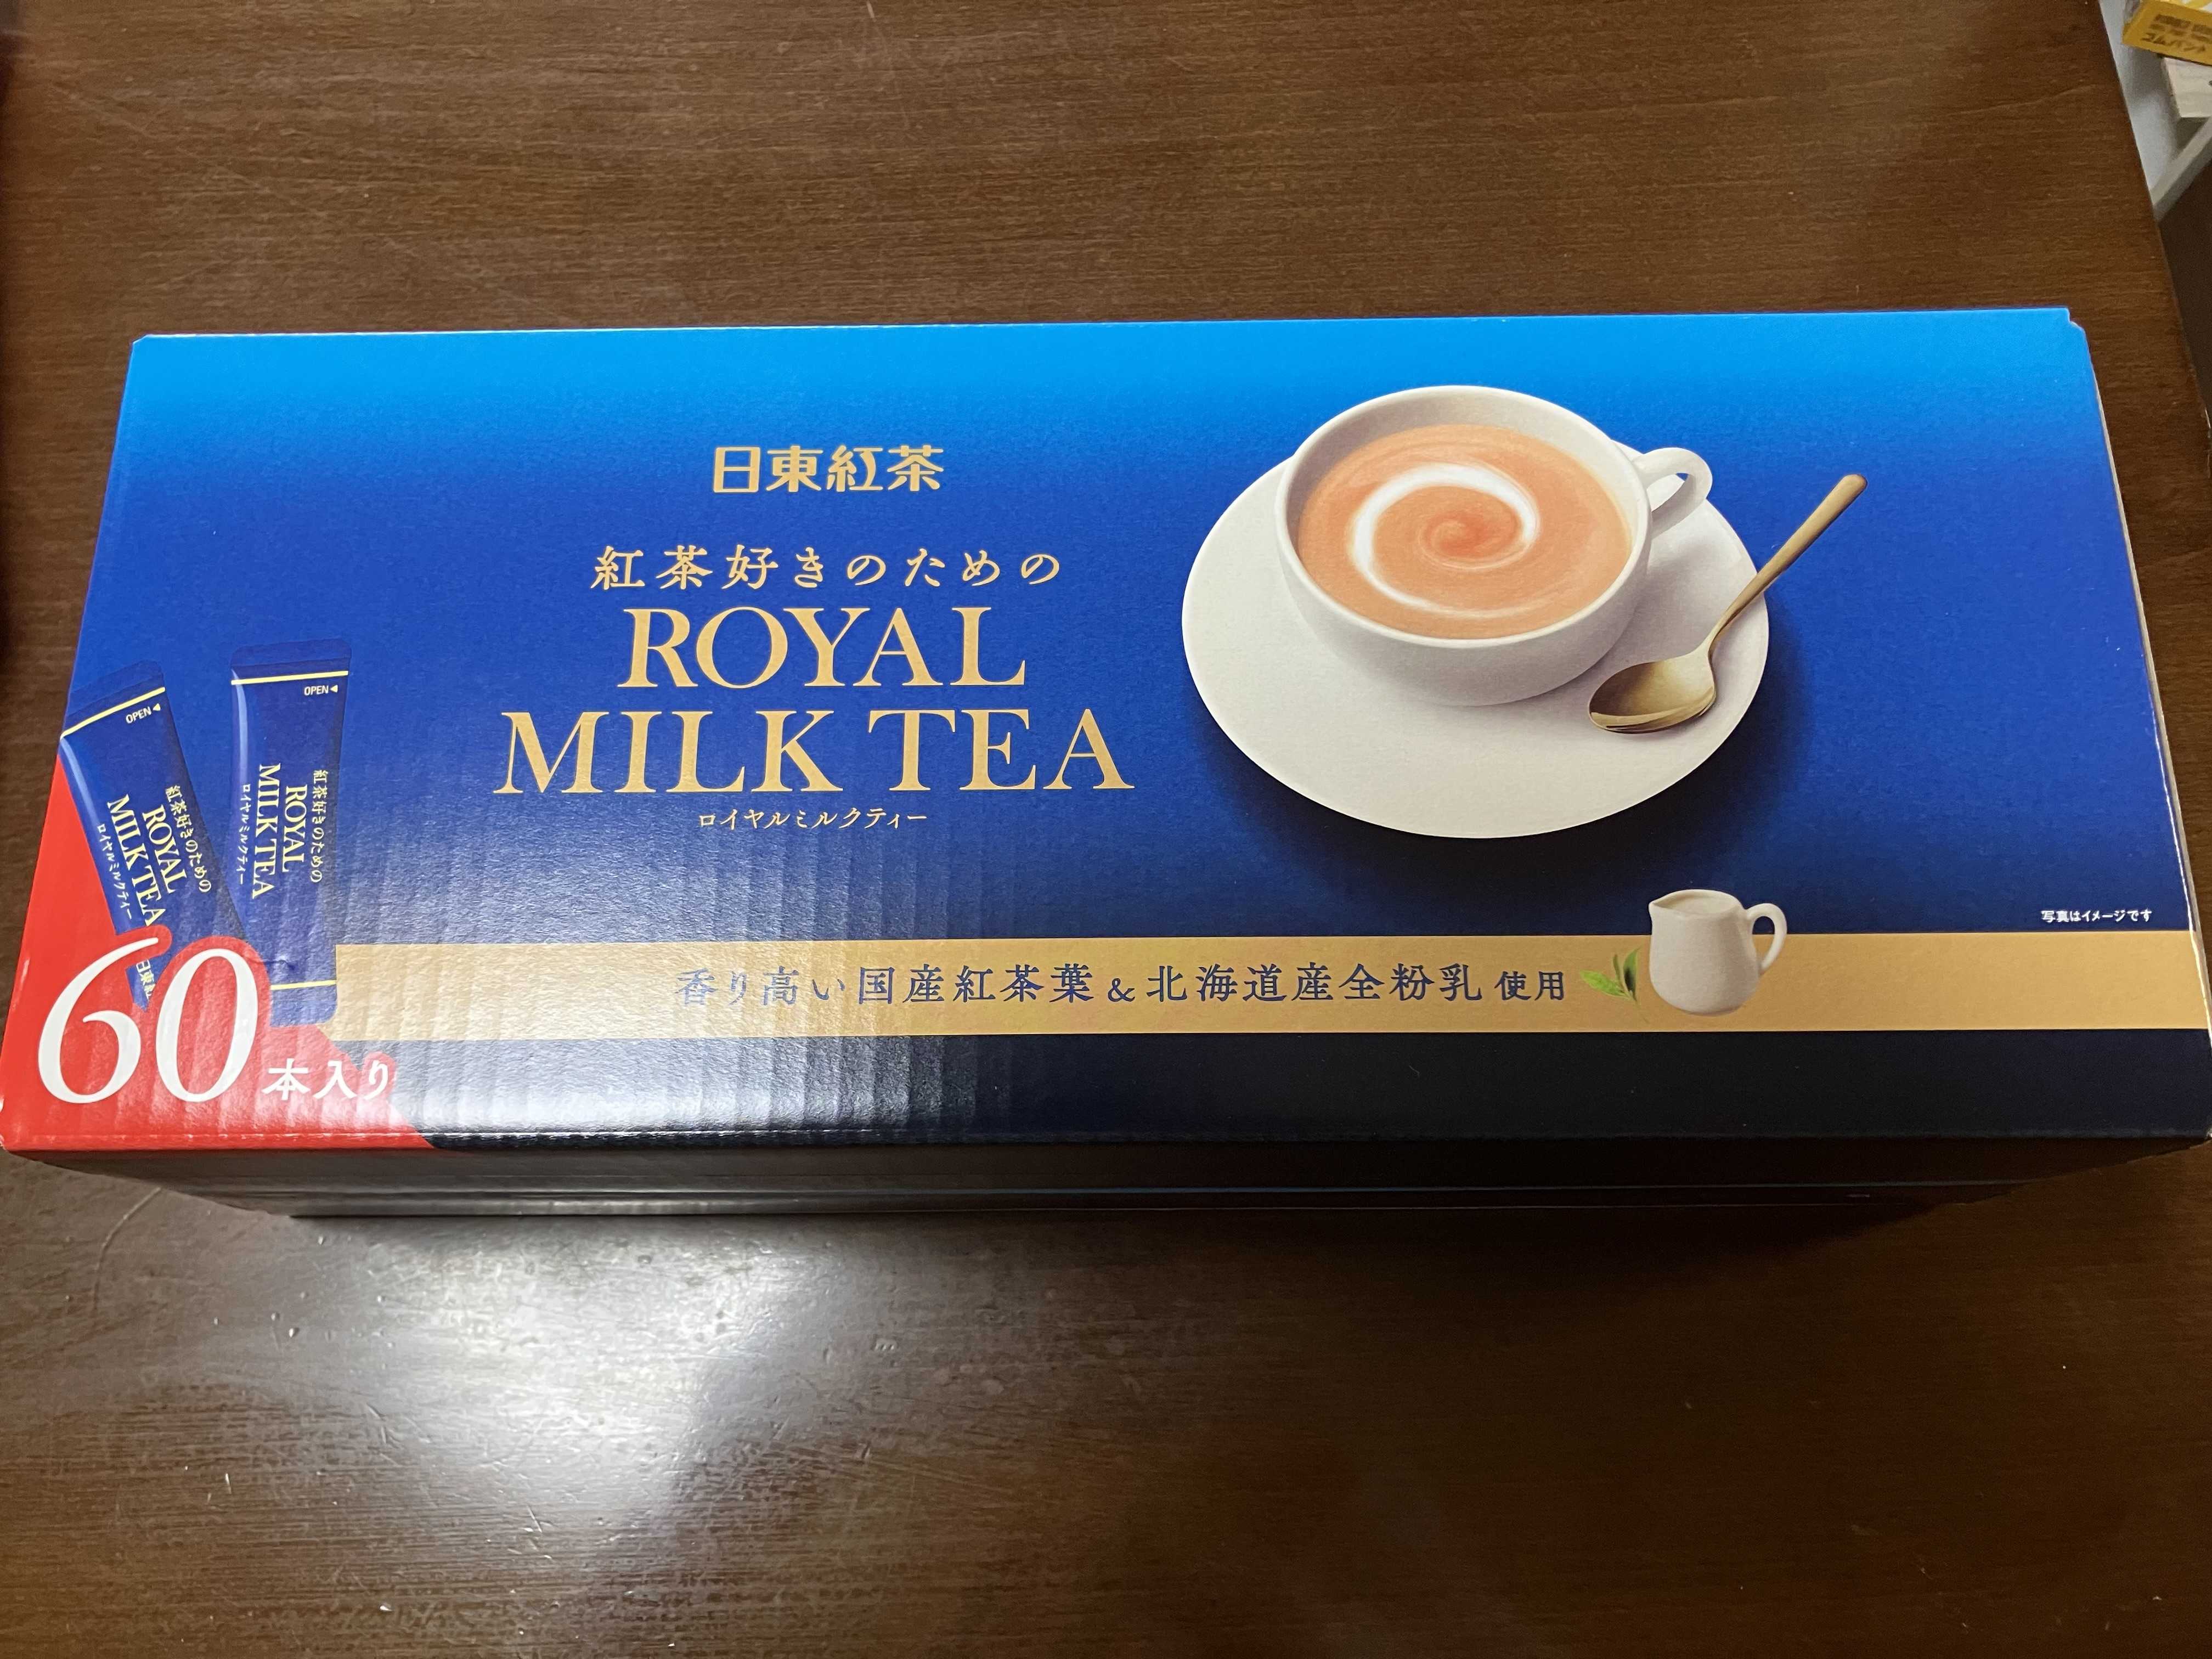 日東紅茶
紅茶好きのための
ROYAL
MILK TEA
ロイヤルミルクティー
OPEN
紅茶好きのための
ROYAL
MILK TEA
ロイヤルミルクティー
OPEN
紅茶好きのための
ROYAL
MILK TEA
ロイヤルミルクティー
写真はイメージです
香り高い国産紅茶葉&北海道産全粉乳使用
60本入り